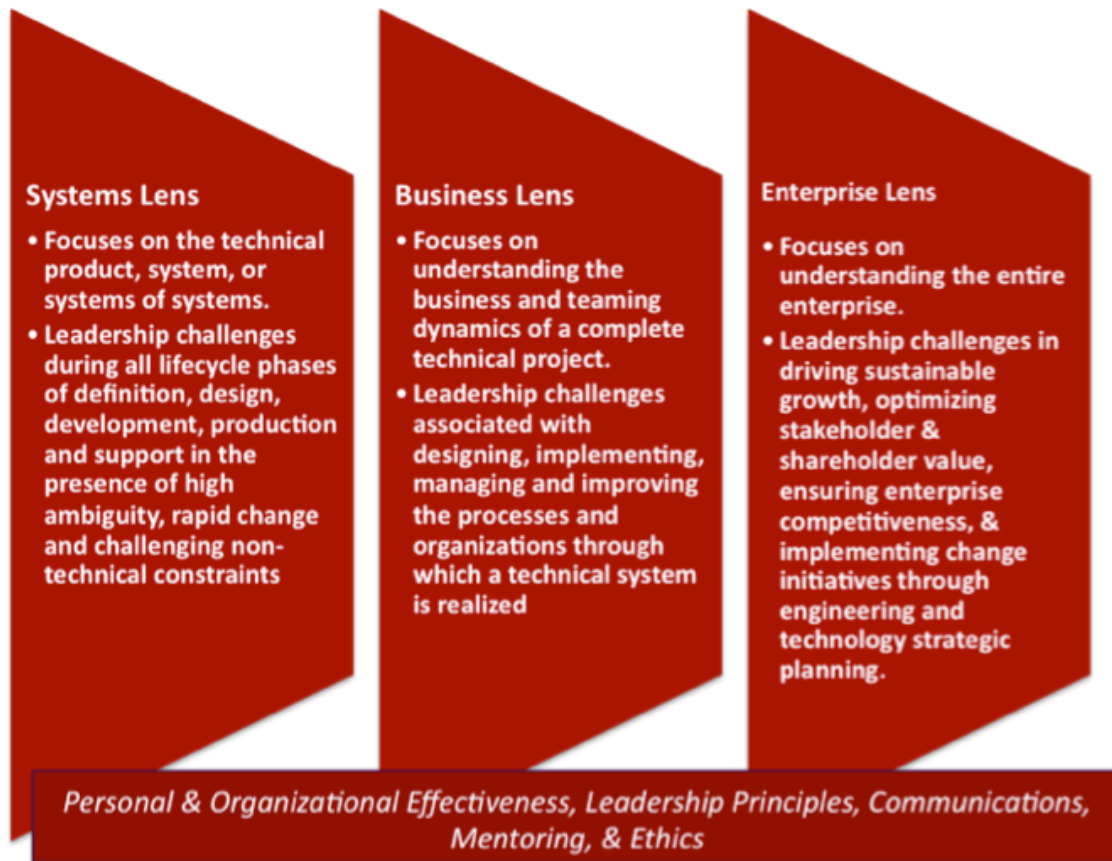 Systems Lens
• Focuses on the technical
product, system, or
systems of systems.
• Leadership challenges
during all lifecycle phases
of definition, design,
development, production
and support in the
presence of high
ambiguity, rapid change
and challenging non-
technical constraints
Business Lens
• Focuses on
understanding the
business and teaming
dynamics of a complete
technical project.
• Leadership challenges
associated with
designing, implementing,
managing and improving
the processes and
organizations through
which a technical system
is realized
Enterprise Lens
• Focuses on
understanding the entire
enterprise.
• Leadership challenges in
driving sustainable
growth, optimizing
stakeholder &
shareholder value,
ensuring enterprise
competitiveness, &
implementing change
initiatives through
engineering and
technology strategic
planning.
Personal & Organizational Effectiveness, Leadership Principles, Communications,
Mentoring, & Ethics